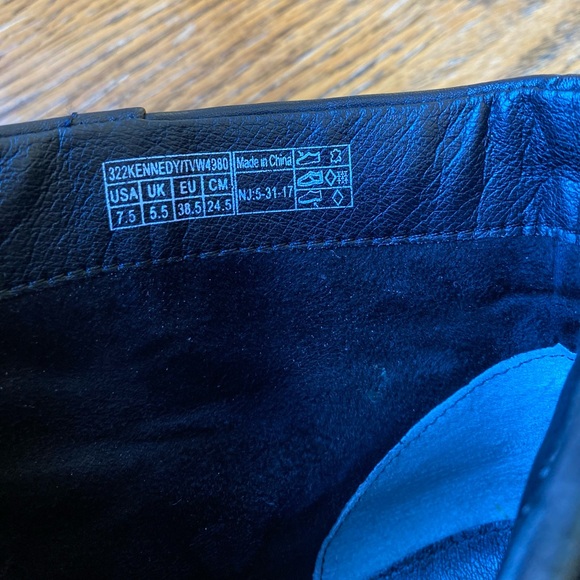 322KENNEDY/TVW4380
USA UK EU CM
7.5 5.5 38.5 24.5
Made in China
NJ:5-31-17